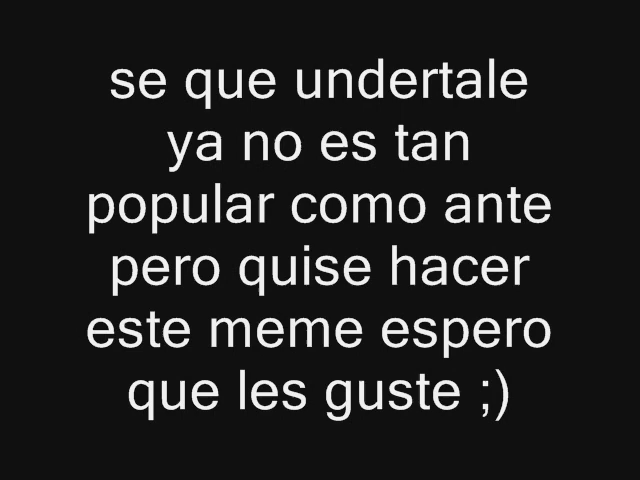 se que undertale
ya no es tan
popular como ante
pero quise hacer
este meme espero
que les guste ;)